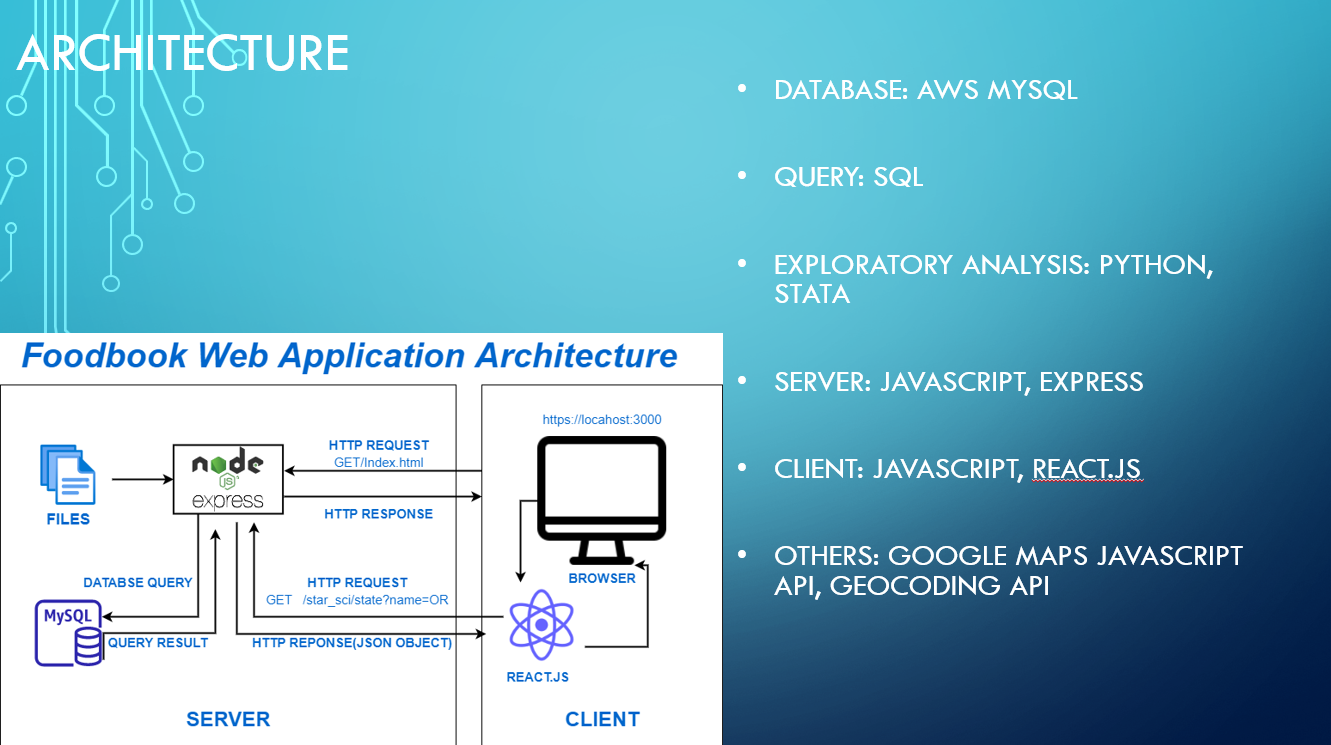 ARCHITECTURE
• DATABASE: AWS MYSQL
• QUERY: SQL
• EXPLORATORY ANALYSIS: PYTHON,
STATA
• SERVER: JAVASCRIPT, EXPRESS
• CLIENT: JAVASCRIPT, REACT.JS
• OTHERS: GOOGLE MAPS JAVASCRIPT
API, GEOCODING API
Foodbook Web Application Architecture
FILES
node
JS
express
HTTP REQUEST
GET/Index.html
HTTP RESPONSE
https://locahost:3000
BROWSER
DATABSE QUERY
MySQL
QUERY RESULT
HTTP REQUEST
GET /star_sci/state?name=OR
HTTP REPONSE(JSON OBJECT)
REACT.JS
SERVER
CLIENT